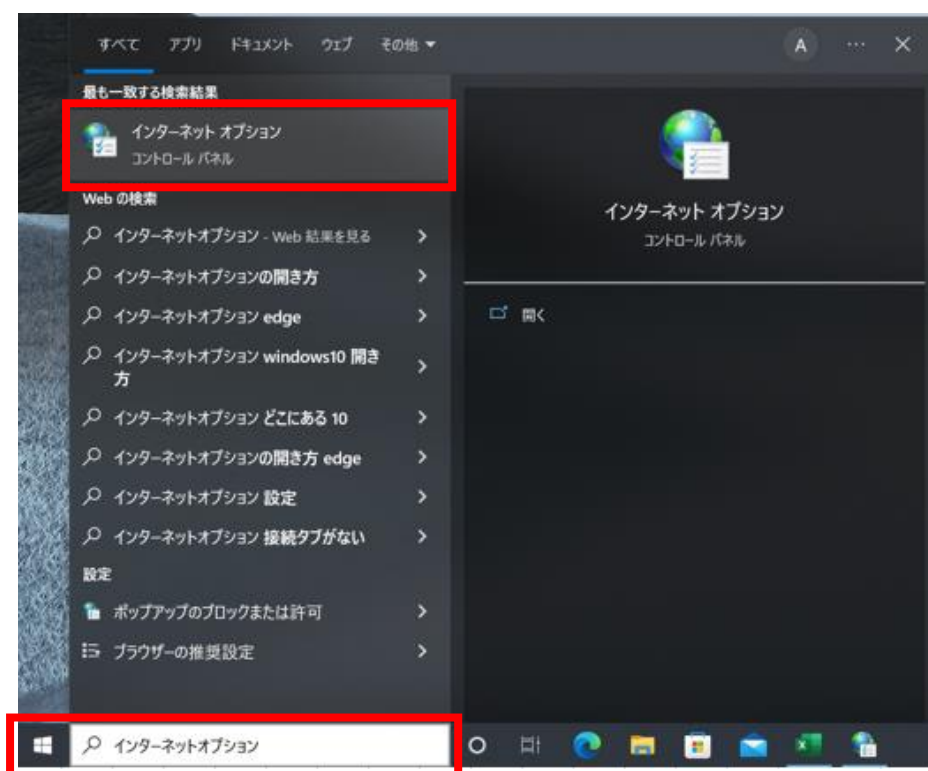 すべて アプリ ドキュメント ウェブ その他 A
最も一致する検索結果
インターネット オプション
コントロール パネル
Web の検索
インターネットオプション - Web 結果を見る
インターネットオプションの開き方
インターネットオプション edge
インターネットオプション windows10 開き
方
インターネットオプション どこにある 10
インターネットオプションの開き方 edge
インターネットオプション 設定
インターネットオプション 接続タブがない
設定
ポップアップのブロックまたは許可
ブラウザーの推奨設定
インターネット オプション
コントロール パネル
開く
インターネットオプション